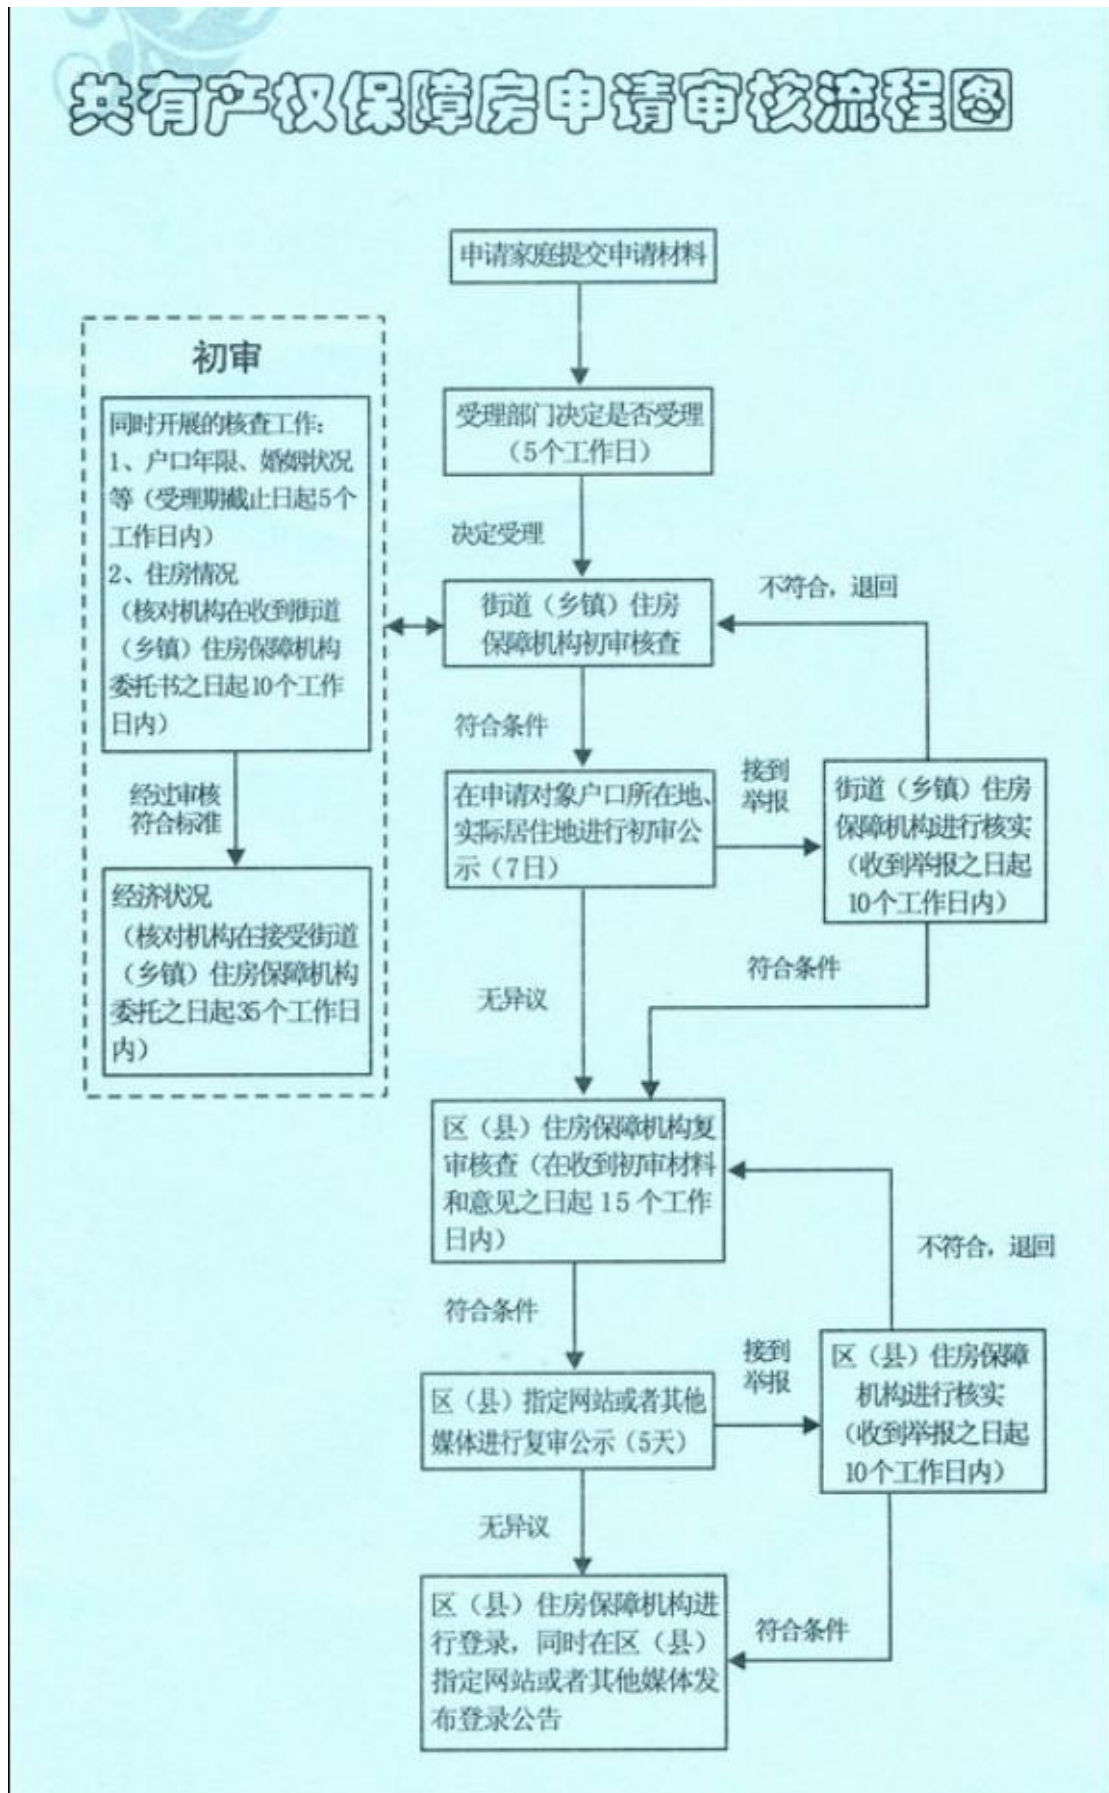 共有产权保障房申请审核流程图
申请家庭提交申请材料
受理部门决定是否受理
（5个工作日）
决定受理
初审
同时开展的核查工作：
1、户口年限、婚姻状况
等（受理期截止日起5个
工作日内）
2、住房情况
（核对机构在收到街道
（乡镇）住房保障机构
委托书之日起10个工作
日内）
经过审核
符合标准
经济状况
（核对机构在接受街道
（乡镇）住房保障机构
委托之日起35个工作日
内）
街道（乡镇）住房
保障机构初审核查
不符合，退回
符合条件
在申请对象户口所在地、
实际居住地进行初审公
示（7日）
接到
举报
街道（乡镇）住房
保障机构进行核实
（收到举报之日起
10个工作日内）
符合条件
无异议
区（县）住房保障机构复
审核查（在收到初审材料
和意见之日起 15 个工作
日内）
不符合，退回
符合条件
区（县）指定网站或者其他
媒体进行复审公示（5天）
接到
举报
区（县）住房保障
机构进行核实
（收到举报之日起
10个工作日内）
无异议
符合条件
区（县）住房保障机构进
行登录，同时在区（县）
指定网站或者其他媒体发
布登录公告